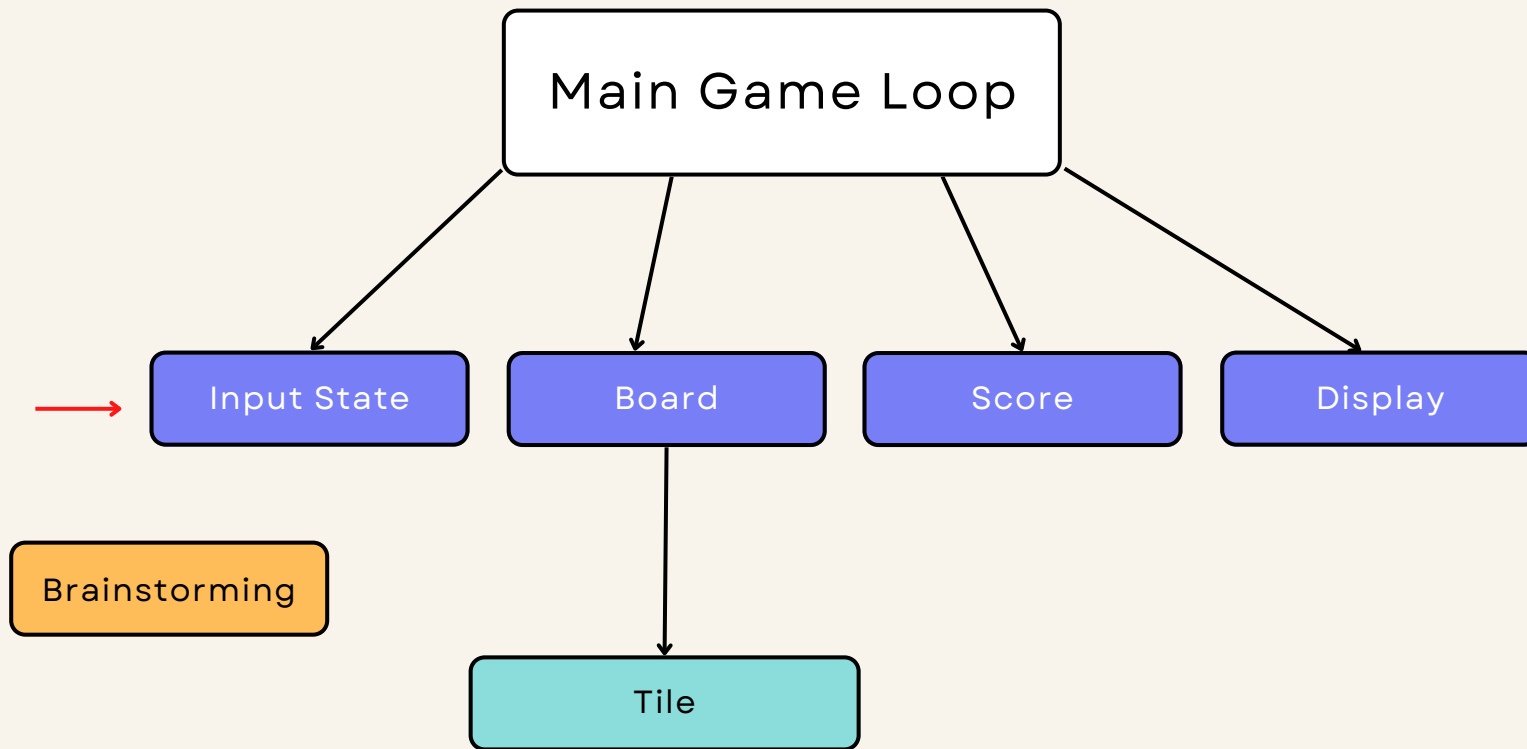 Main Game Loop
Input State
Board
Score
Display
Brainstorming
Tile